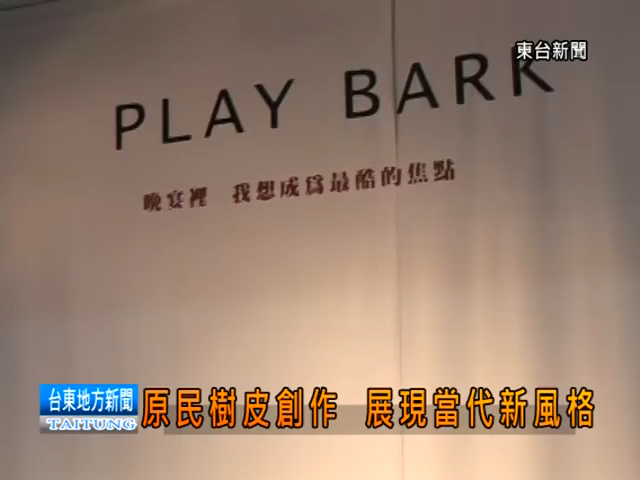 東台新聞
PLAY BARK
晚宴裡 我想成為最酷的焦點
台東地方新聞
TAITUNG
原民樹皮創作 展現當代新風格